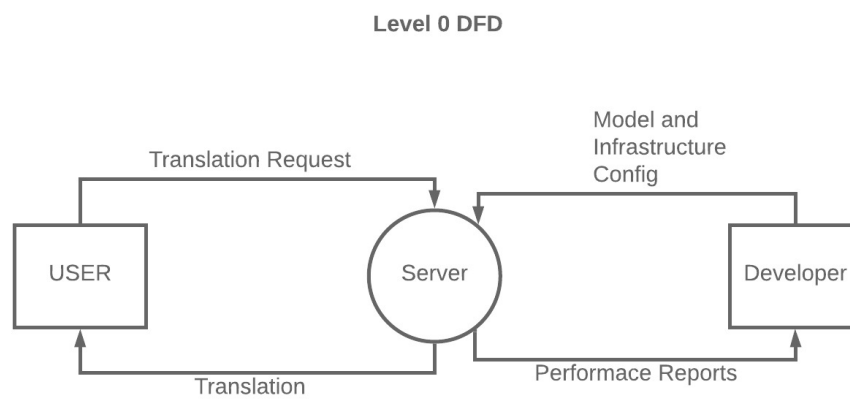 Level 0 DFD
Model and
Infrastructure
Config
Translation Request
USER
Server
Developer
Translation
Performace Reports